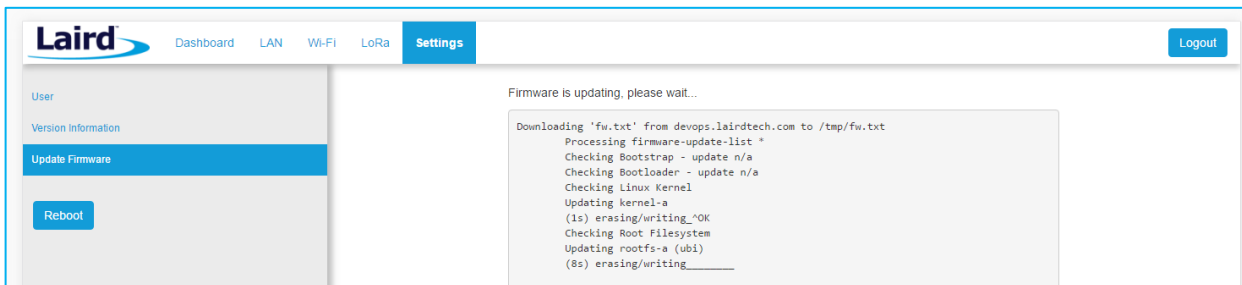 Laird™ Dashboard LAN Wi-Fi LoRa Settings Logout
User
Version Information
Update Firmware
Reboot
Firmware is updating, please wait...
Downloading 'fw.txt' from devops.lairdtech.com to /tmp/fw.txt
Processing firmware-update-list *
Checking Bootstrap - update n/a
Checking Bootloader - update n/a
Checking Linux Kernel
Updating kernel-a
(1s) erasing/writing_^OK
Checking Root Filesystem
Updating rootfs-a (ubi)
(8s) erasing/writing________